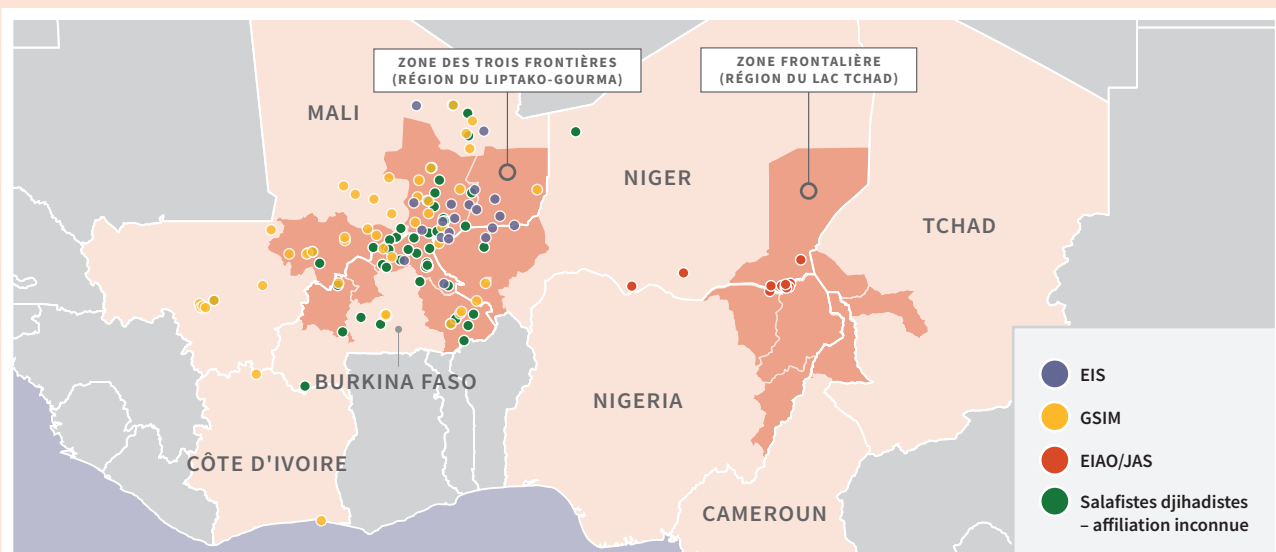 ZONE DES TROIS FRONTIÈRES
(RÉGION DU LIPTAKO-GOURMA)
ZONE FRONTALIÈRE
(RÉGION DU LAC TCHAD)
MALI
NIGER
TCHAD
BURKINA FASO
NIGERIA
CÔTE D'IVOIRE
CAMEROUN
EIS
GSIM
EIAO/JAS
Salafistes djihadistes
– affiliation inconnue